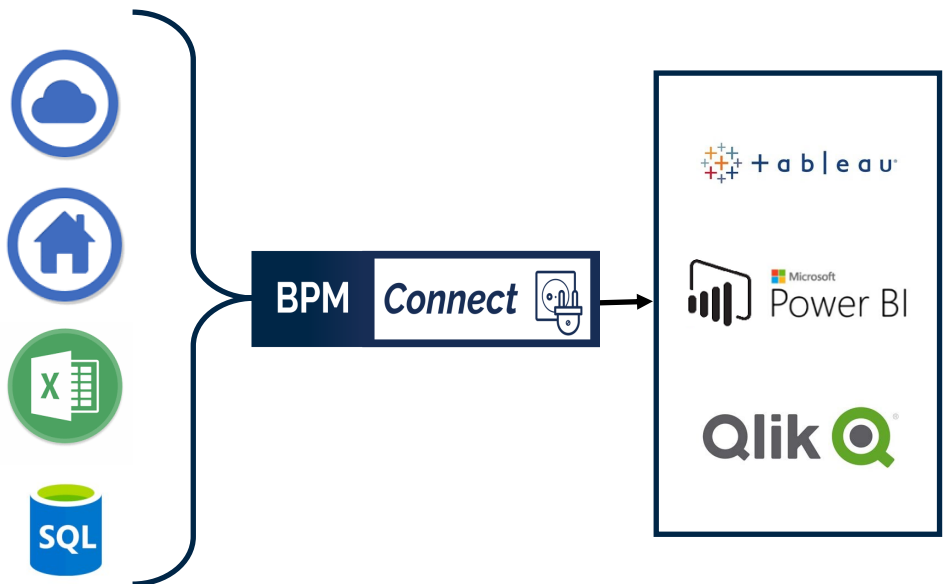 X
SQL
BPM Connect
+ a b | e a u
Microsoft
Power BI
Qlik